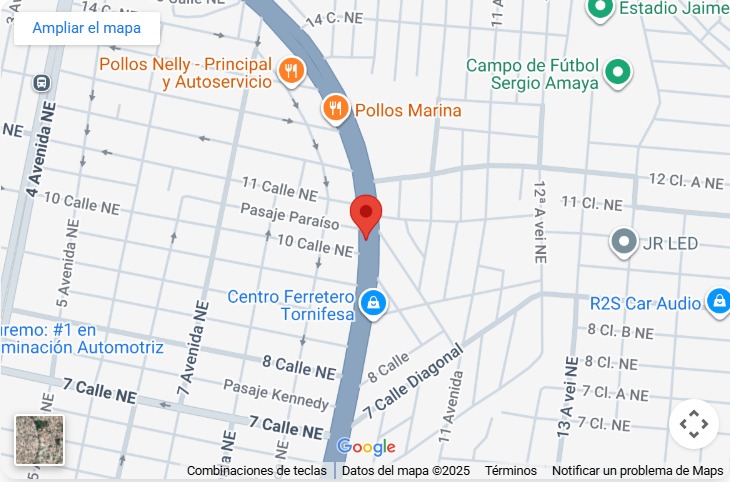 14 C. NE
Estadio Jaime
Ampliar el mapa
Pollos Nelly - Principal
y Autoservicio
Campo de Fútbol
Sergio Amaya
Pollos Marina
NE
4 Avenida NE
11 Calle NE
12 Cl. A NE
10 Calle NE
Pasaje Paraíso
11 Cl. NE
12ª A vei NE
10 Calle NE
JR LED
5 Avenida NE
Centro Ferretero
Tornifesa
R2S Car Audio
uremo: #1 en
minación Automotriz
7 Avenida NE
8 Cl. B NE
8 Calle NE
8 Calle
8 Cl. NE
7 Calle Diagonal
7 Calle NE
Pasaje Kennedy
7 Cl. A NE
11 Avenida
13 A vei NE
7 Calle NE
7 Cl. NE
NE
NE
NE
NE
Google
Combinaciones de teclas
Datos del mapa ©2025
Términos
Notificar un problema de Maps